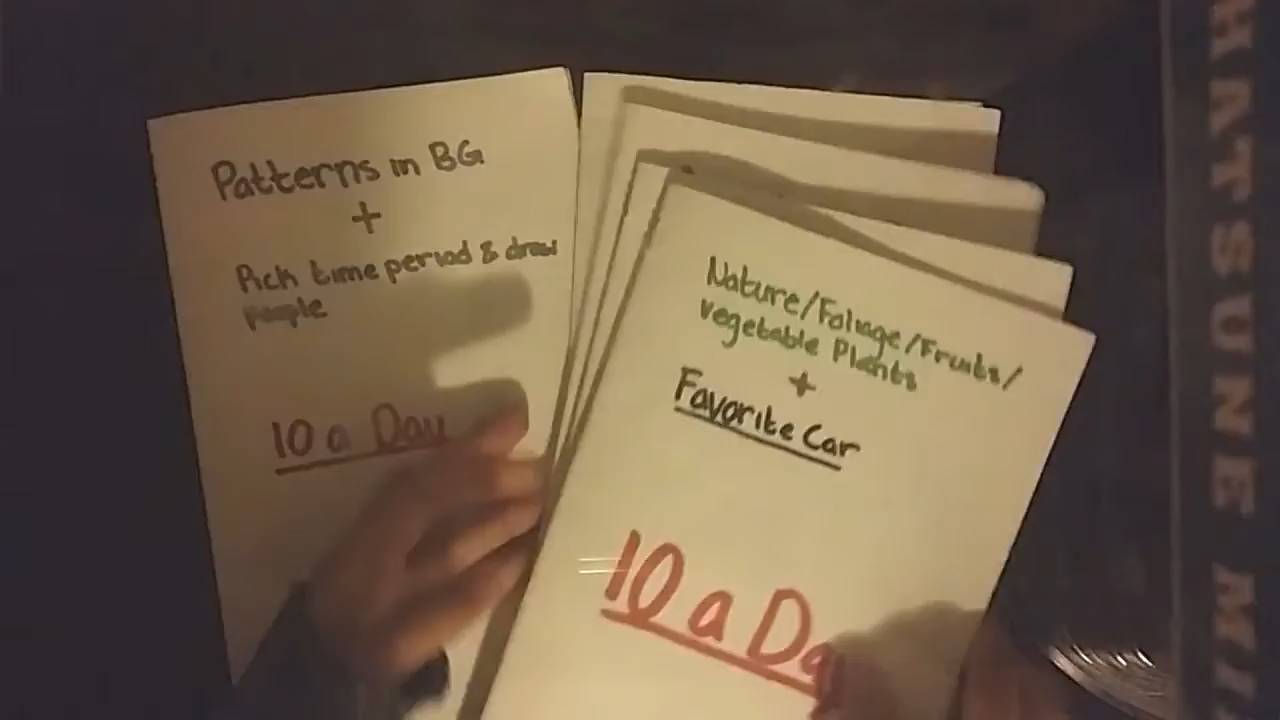 Patterns in BG
+
Pick time period & draw
people
10 a Day
Nature/Foliage/Fruits/
vegetable Plants
+
Favorite Car
10 a Da
HATSUNE MI